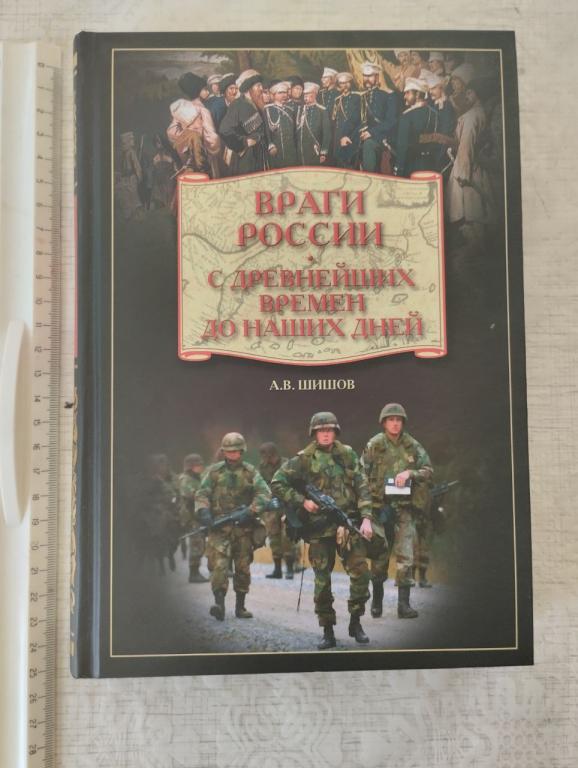 ВРАГИ
РОССИИ
•
С ДРЕВНЕЙШИХ
ВРЕМЕН
ДО НАШИХ ДНЕЙ
А.В. ШИШОВ